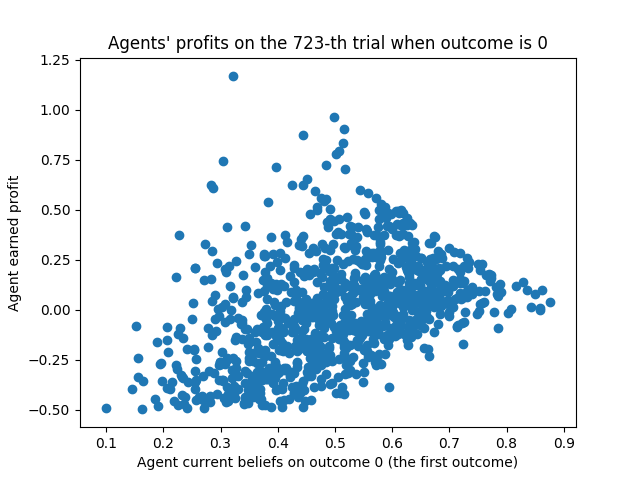 Agents' profits on the 723-th trial when outcome is 0
1.25
1.00
0.75
0.50
0.25
0.00
−0.25
−0.50
Agent earned profit
0.1 0.2 0.3 0.4 0.5 0.6 0.7 0.8 0.9
Agent current beliefs on outcome 0 (the first outcome)